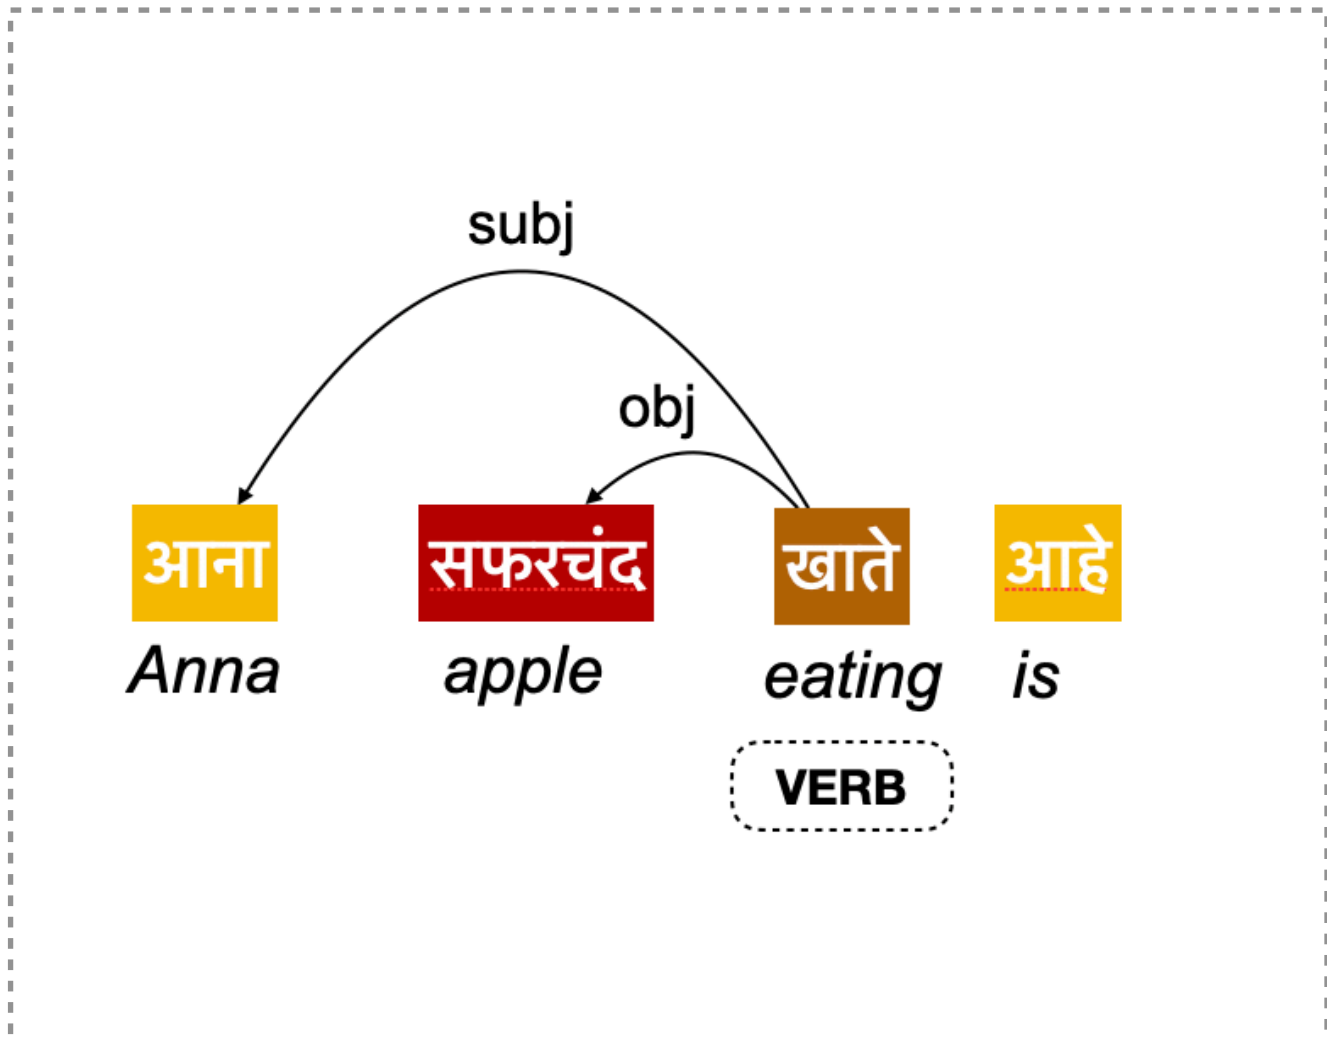 subj
obj
आना सफरचंद खाते आहे
Anna apple eating is
VERB